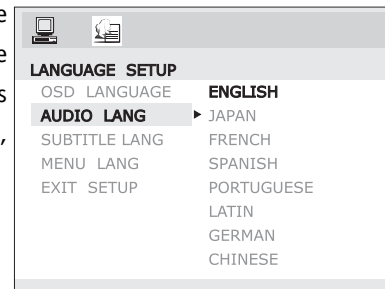 e
e
s
,
LANGUAGE SETUP
OSD LANGUAGE ENGLISH
AUDIO LANG JAPAN
SUBTITLE LANG FRENCH
MENU LANG SPANISH
EXIT SETUP PORTUGUESE
LATIN
GERMAN
CHINESE